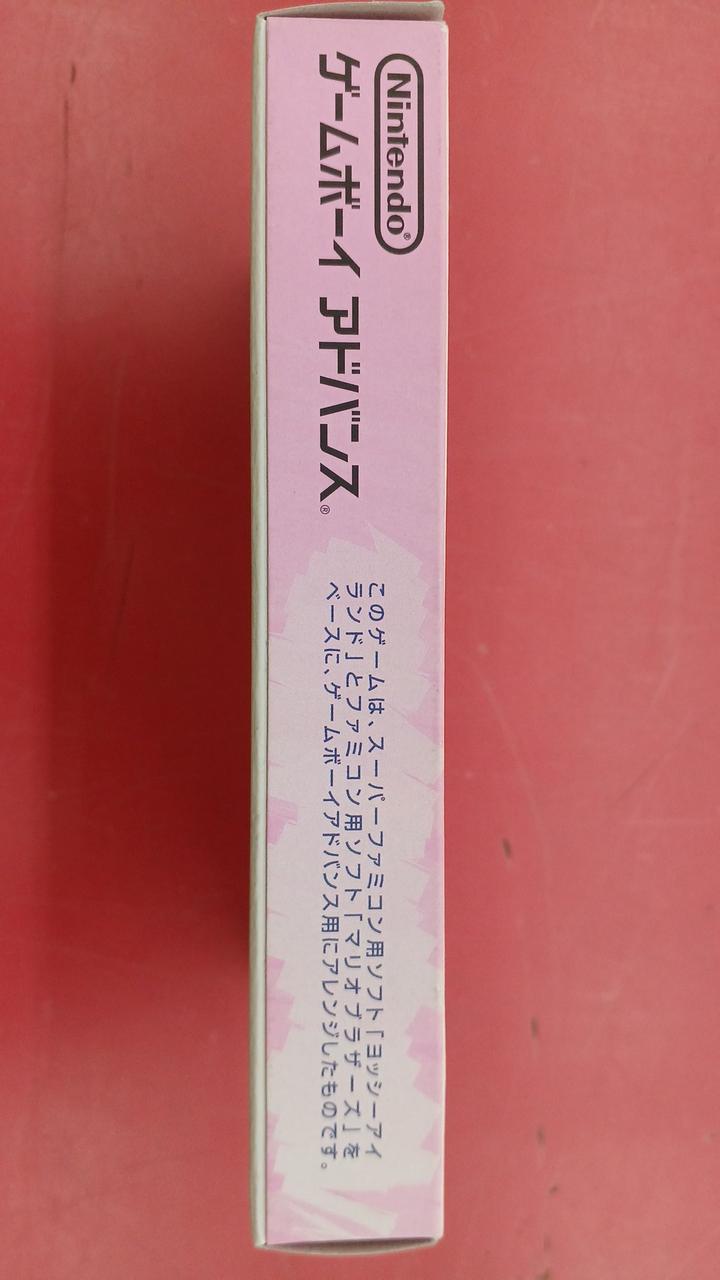 Nintendo®
ゲームボーイ アドバンス®
このゲームは、スーパーファミコン用ソフト「ヨッシーアイ
ランド」とファミコン用ソフト「マリオブラザーズ」を
ベースに、ゲームボーイアドバンス用にアレンジしたものです。